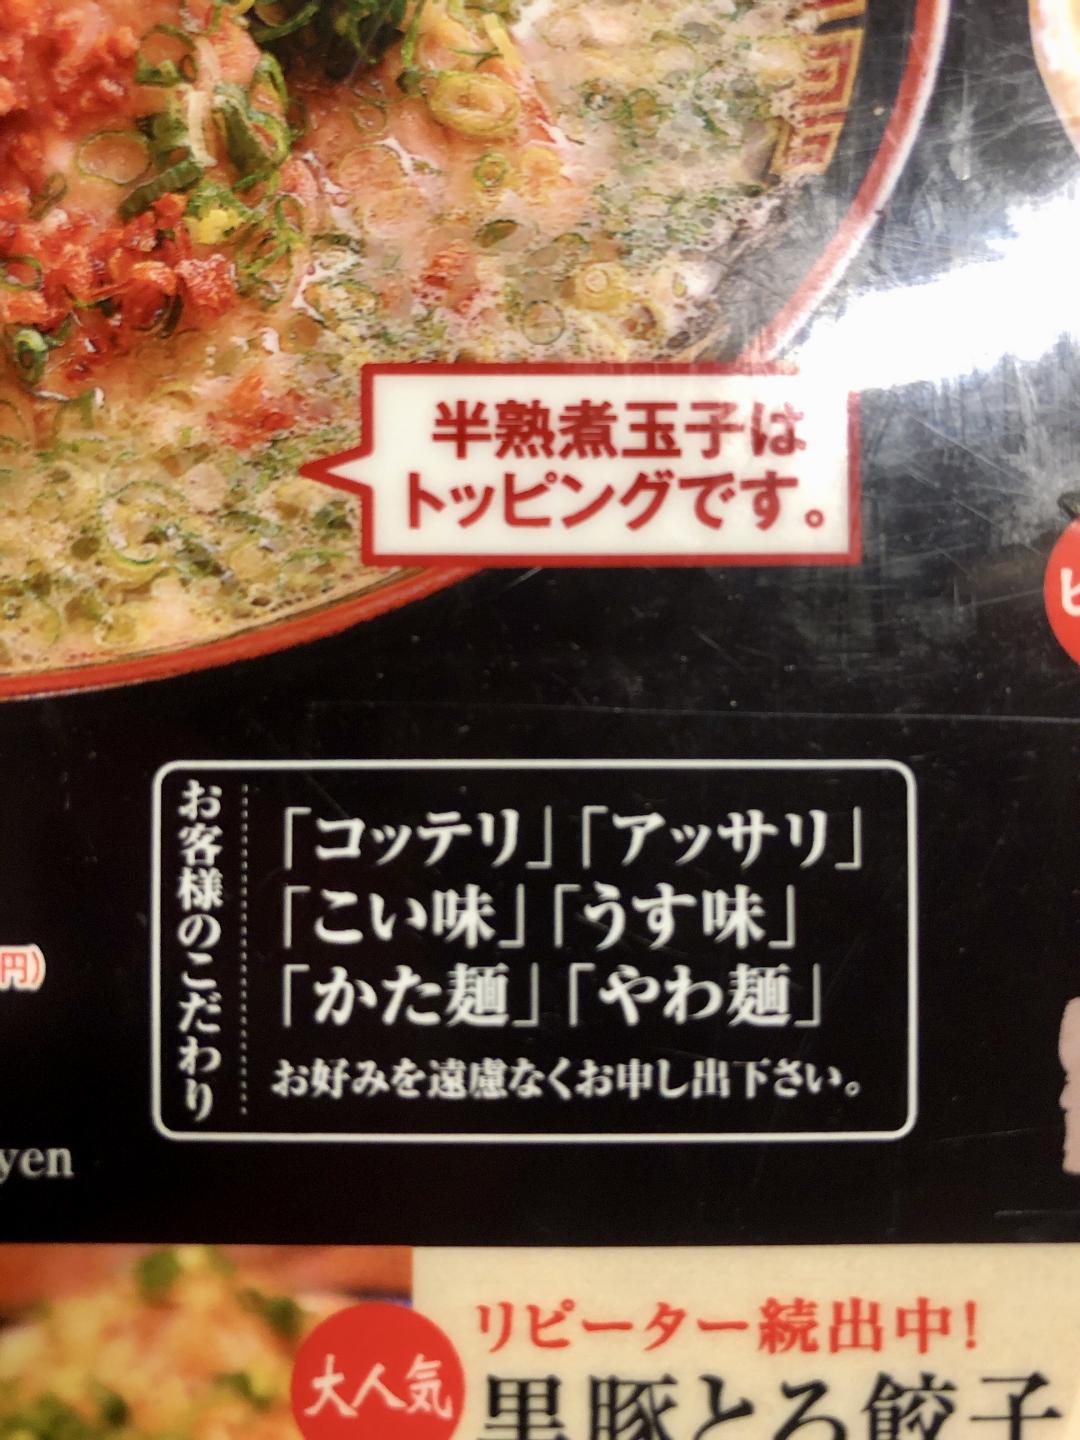 半熟煮玉子は
トッピングです。
お客様のこだわり
「コッテリ」「アッサリ」
「こい味」「うす味」
「かた麺」「やわ麺」
お好みを遠慮なくお申し出下さい。
円)
yen
大人気
リピーター続出中!
黒豚とろ餃子